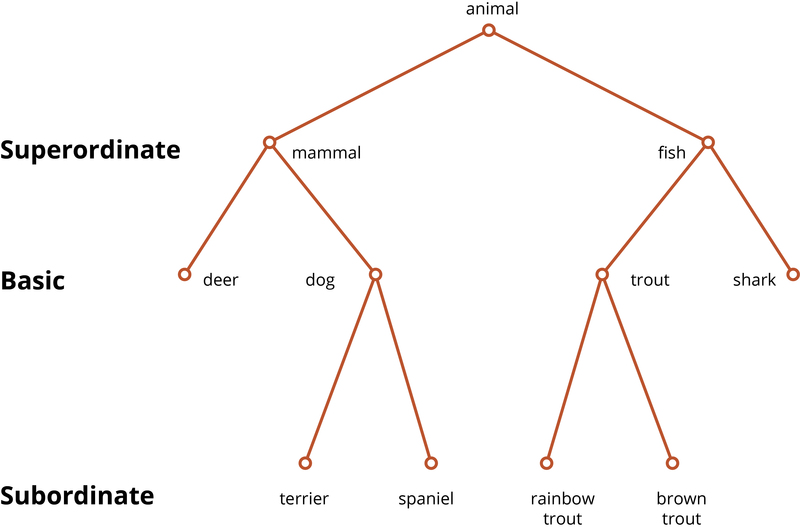 animal
Superordinate
mammal
fish
Basic
deer
dog
trout
shark
Subordinate
terrier
spaniel
rainbow
trout
brown
trout